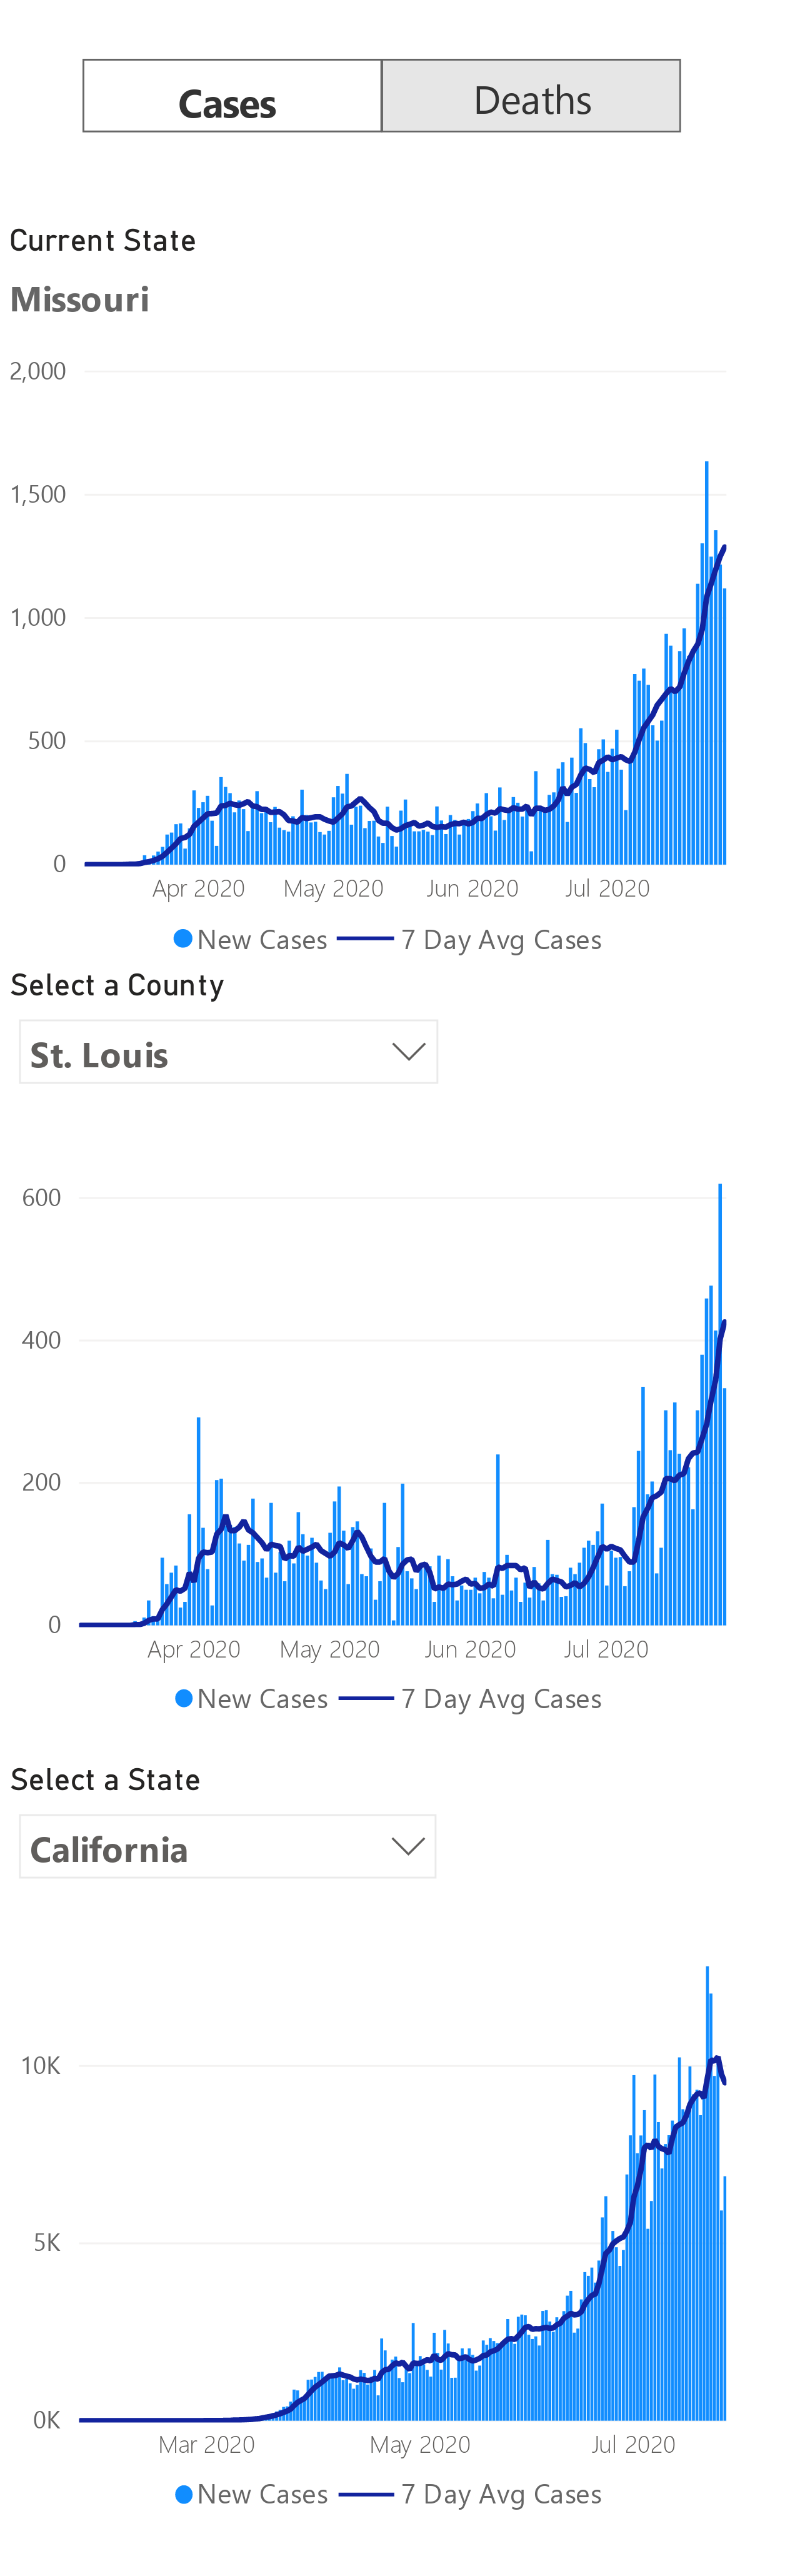 Cases Deaths
Current State
Missouri
2,000
1,500
1,000
500
0
Apr 2020 May 2020 Jun 2020 Jul 2020
New Cases 7 Day Avg Cases
Select a County
St. Louis
600
400
200
0
Apr 2020 May 2020 Jun 2020 Jul 2020
New Cases 7 Day Avg Cases
Select a State
California
10K
5K
0K
Mar 2020 May 2020 Jul 2020
New Cases 7 Day Avg Cases